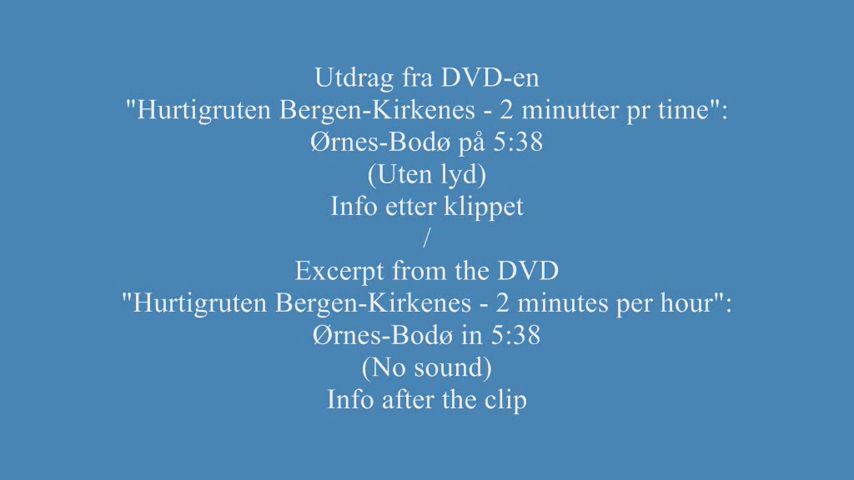 Utdrag fra DVD-en
"Hurtigruten Bergen-Kirkenes - 2 minutter pr time":
Ørnes-Bodø på 5:38
(Uten lyd)
Info etter klippet
/
Excerpt from the DVD
"Hurtigruten Bergen-Kirkenes - 2 minutes per hour":
Ørnes-Bodø in 5:38
(No sound)
Info after the clip